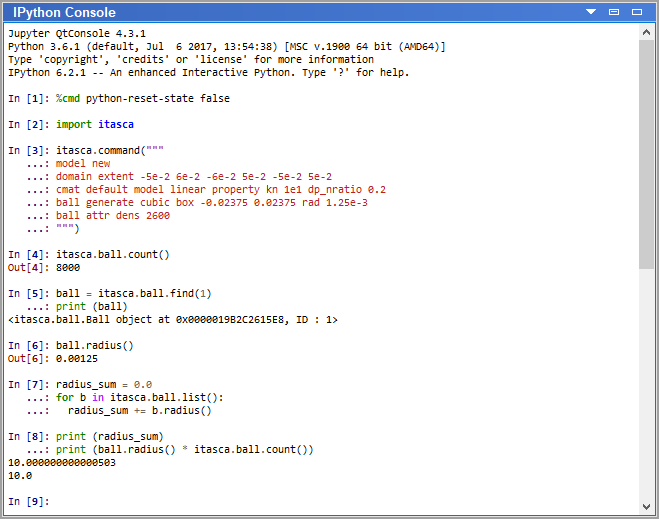 IPython Console
Jupyter QtConsole 4.3.1
Python 3.6.1 (default, Jul  6 2017, 13:54:38) [MSC v.1900 64 bit (AMD64)]
Type 'copyright', 'credits' or 'license' for more information
IPython 6.2.1 -- An enhanced Interactive Python. Type '?' for help.
In [1]: %cmd python-reset-state false
In [2]: import itasca
In [3]: itasca.command("""
   ...: model new
   ...: domain extent -5e-2 6e-2 -6e-2 5e-2 -5e-2 5e-2
   ...: cmat default model linear property kn 1e1 dp_nratio 0.2
   ...: ball generate cubic box -0.02375 0.02375 rad 1.25e-3
   ...: ball attr dens 2600
   ...: """)
In [4]: itasca.ball.count()
Out[4]: 8000
In [5]: ball = itasca.ball.find(1)
   ...: print (ball)
<itasca.ball.Ball object at 0x0000019B2C2615E8, ID : 1>
In [6]: ball.radius()
Out[6]: 0.00125
In [7]: radius_sum = 0.0
   ...: for b in itasca.ball.list():
   ...:   radius_sum += b.radius()
In [8]: print (radius_sum)
   ...: print (ball.radius() * itasca.ball.count())
10.000000000000503
10.0
In [9]: